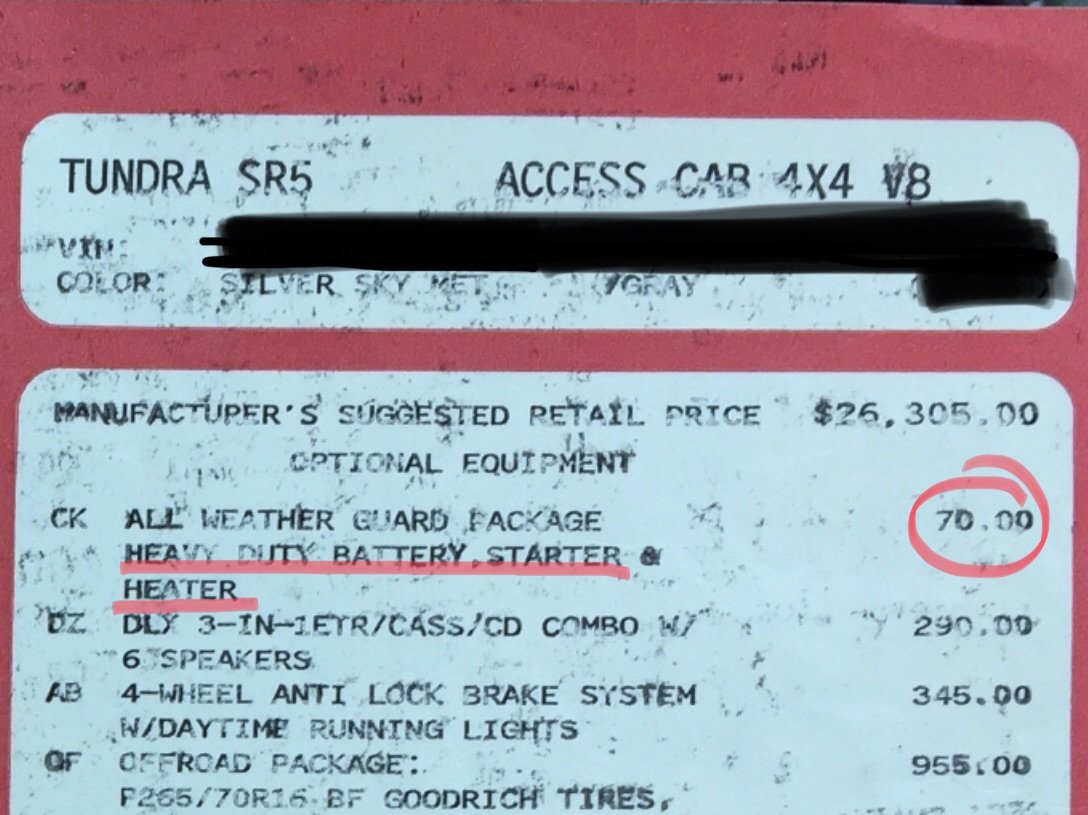 TUNDRA SR5 ACCESS CAB 4X4 V8
VIN:
COLOR: SILVER SKY MET /GRAY
MANUFACTURER'S SUGGESTED RETAIL PRICE $26,305.00
OPTIONAL EQUIPMENT
CK ALL WEATHER GUARD PACKAGE 70.00
HEAVY DUTY BATTERY,STARTER &
HEATER
DZ DLX 3-IN-1ETR/CASS/CD COMBO W/ 290.00
6 SPEAKERS
AB 4-WHEEL ANTI LOCK BRAKE SYSTEM 345.00
W/DAYTIME RUNNING LIGHTS
OF OFFROAD PACKAGE: 955.00
P265/70R16 BF GOODRICH TIRES,